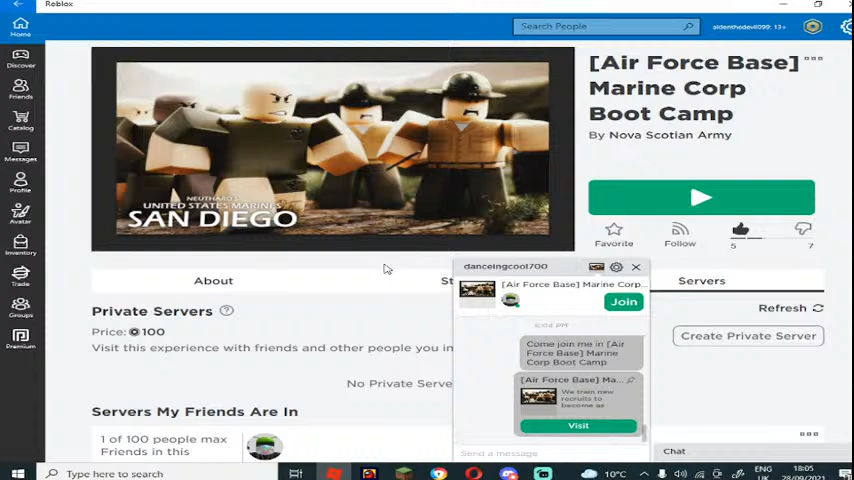 Roblox
Home
Search People
aldenthedevil099: 13+
Discover
Friends
Catalog
Messages
Profile
Avatar
Inventory
Trade
Groups
Premium
NEUTHARD'S
UNITED STATES MARINES
SAN DIEGO
[Air Force Base]
Marine Corp
Boot Camp
By Nova Scotian Army
Favorite
Follow
5
7
About
St
Servers
Private Servers
Price: 100
Visit this experience with friends and other people you in
Refresh
Create Private Server
No Private Serve
Servers My Friends Are In
1 of 100 people max
Friends in this
danceingcool700
[Air Force Base] Marine Corp...
Join
6:04 PM
Come join me in [Air
Force Base] Marine
Corp Boot Camp
[Air Force Base] Ma...
We train new
recruits to
become as
Visit
Send a message
Chat
Type here to search
10°C
ENG
UK
18:05
28/09/2021